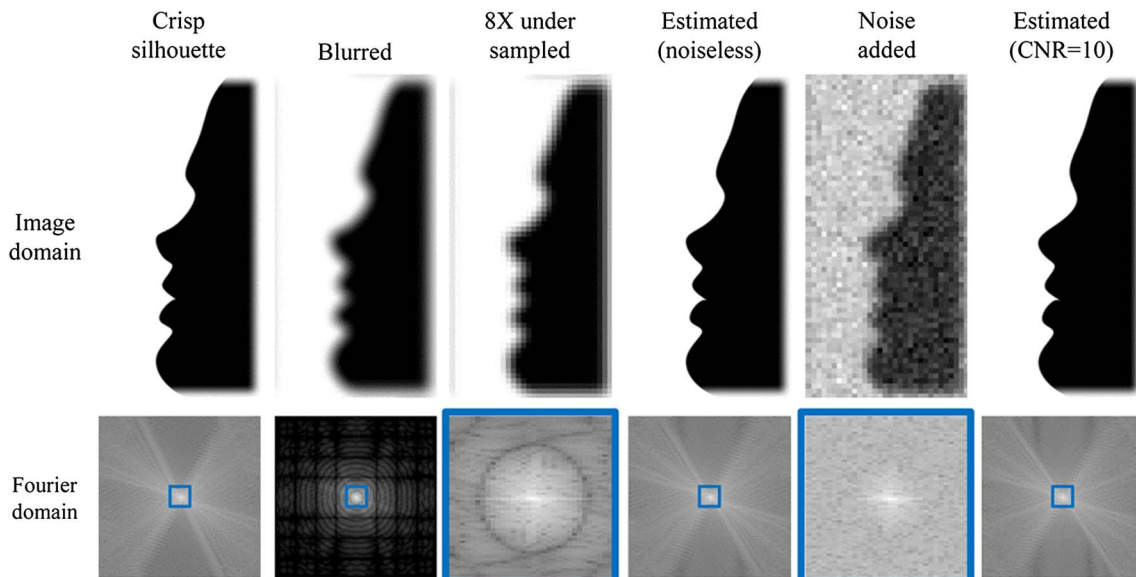 Crisp
silhouette
Blurred
8X under
sampled
Estimated
(noiseless)
Noise
added
Estimated
(CNR=10)
Image
domain
Fourier
domain